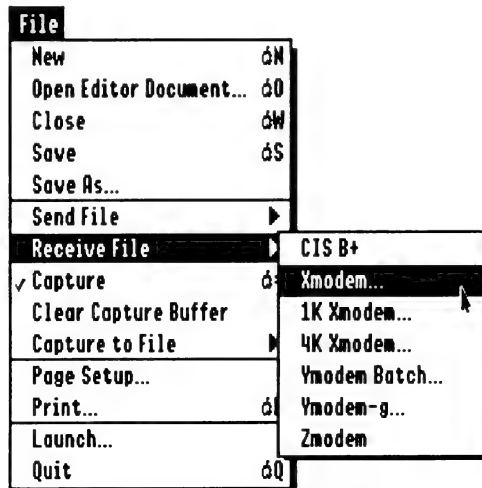 File
New ⌘N
Open Editor Document... ⌘O
Close ⌘W
Save ⌘S
Save As...
Send File ▶
Receive File ▶
✓ Capture
Clear Capture Buffer
Capture to File ▶
Page Setup...
Print...
Launch...
Quit ⌘Q
CIS B+
Xmodem...
1K Xmodem...
4K Xmodem...
Ymodem Batch...
Ymodem-g...
Zmodem